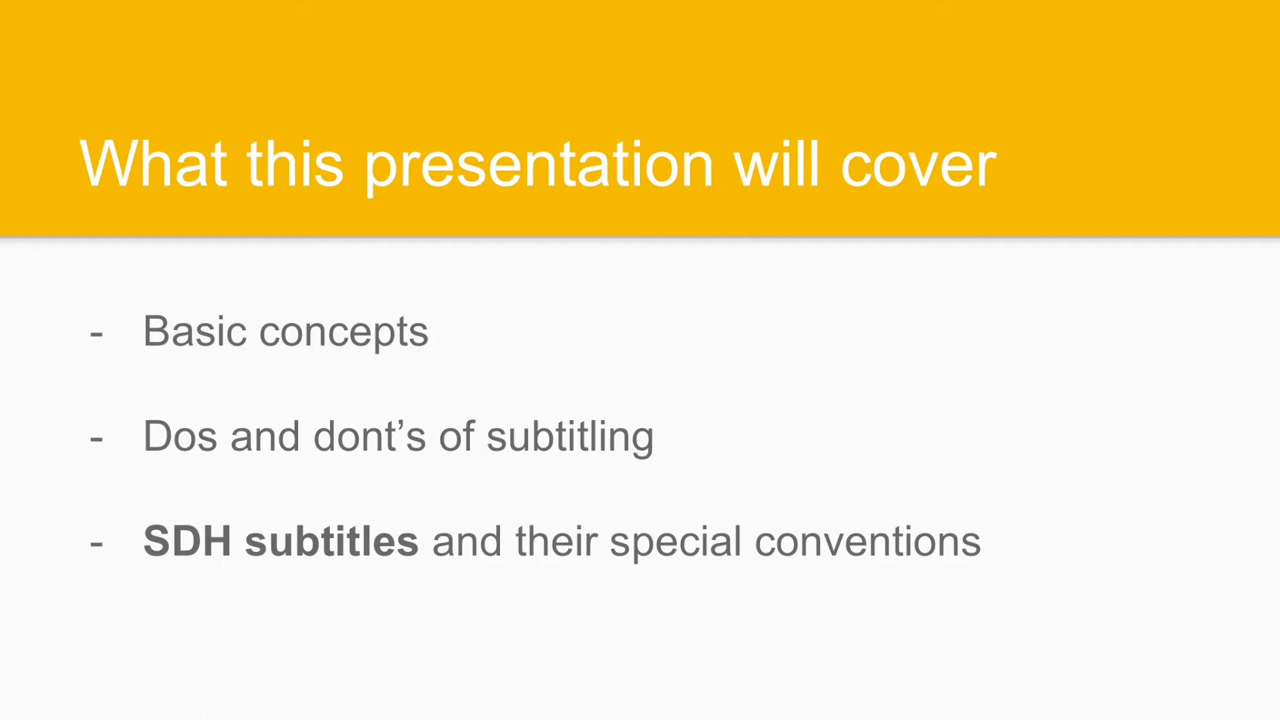 What this presentation will cover
- Basic concepts
- Dos and dont’s of subtitling
- SDH subtitles and their special conventions